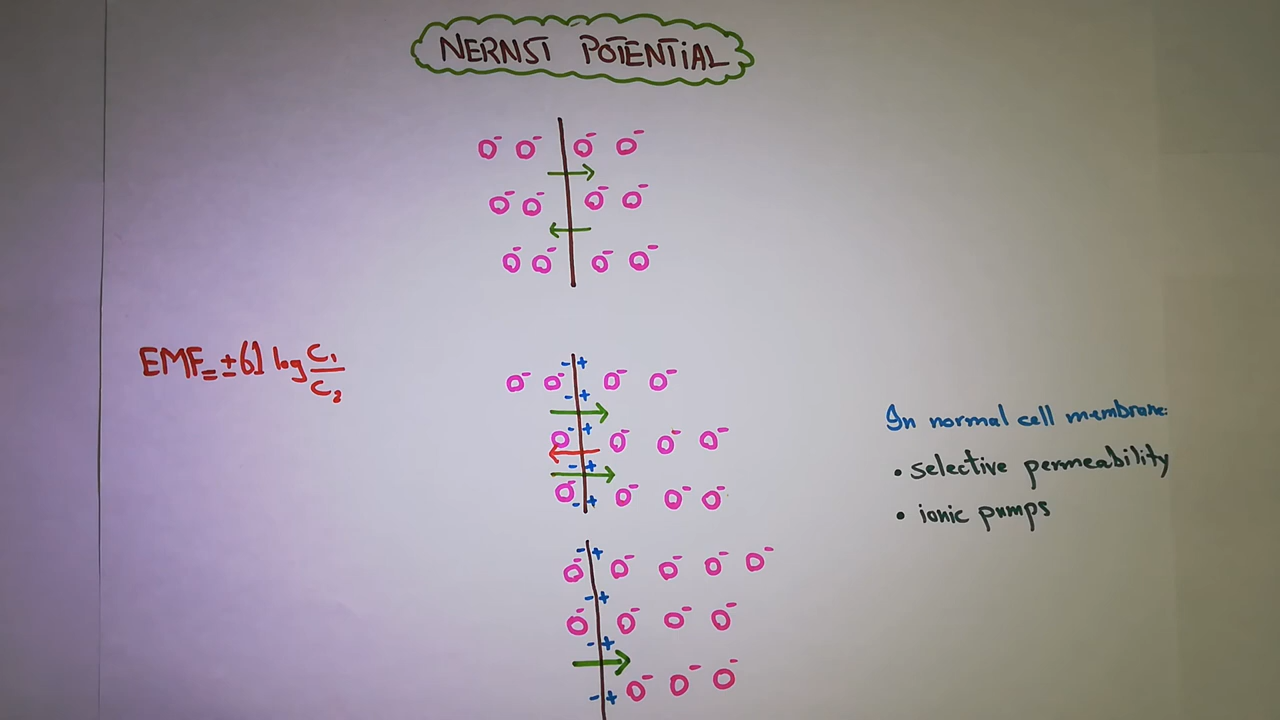 NERNST POTENTIAL
EMF = ±61 log C₁/C₂
In normal cell membrane:
• selective permeability
• ionic pumps